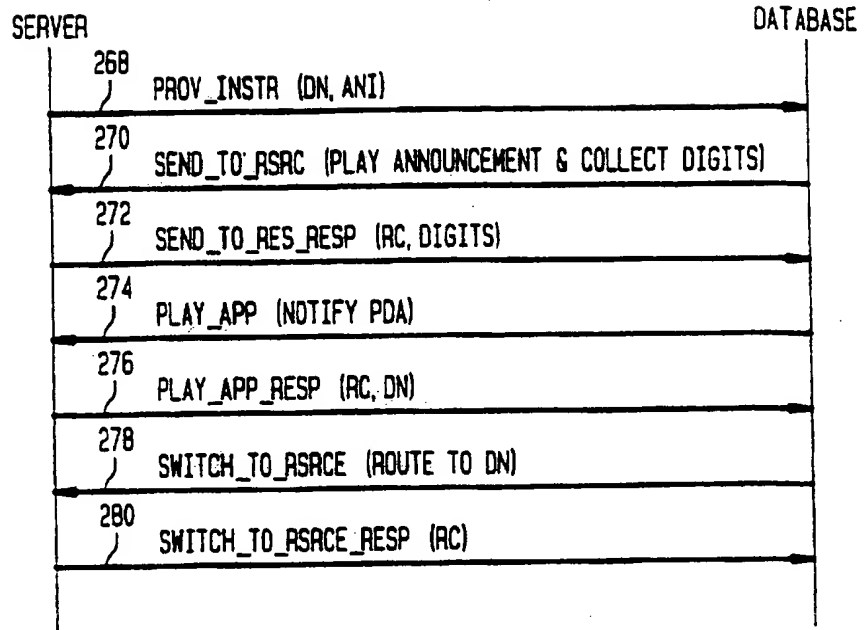 SERVER
DATABASE
268
PROV_INSTR (DN, ANI)
270
SEND_TO_RSRC (PLAY ANNOUNCEMENT & COLLECT DIGITS)
272
SEND_TO_RES_RESP (RC, DIGITS)
274
PLAY_APP (NOTIFY PDA)
276
PLAY_APP_RESP (RC, DN)
278
SWITCH_TO_RSRCE (ROUTE TO DN)
280
SWITCH_TO_RSRCE_RESP (RC)